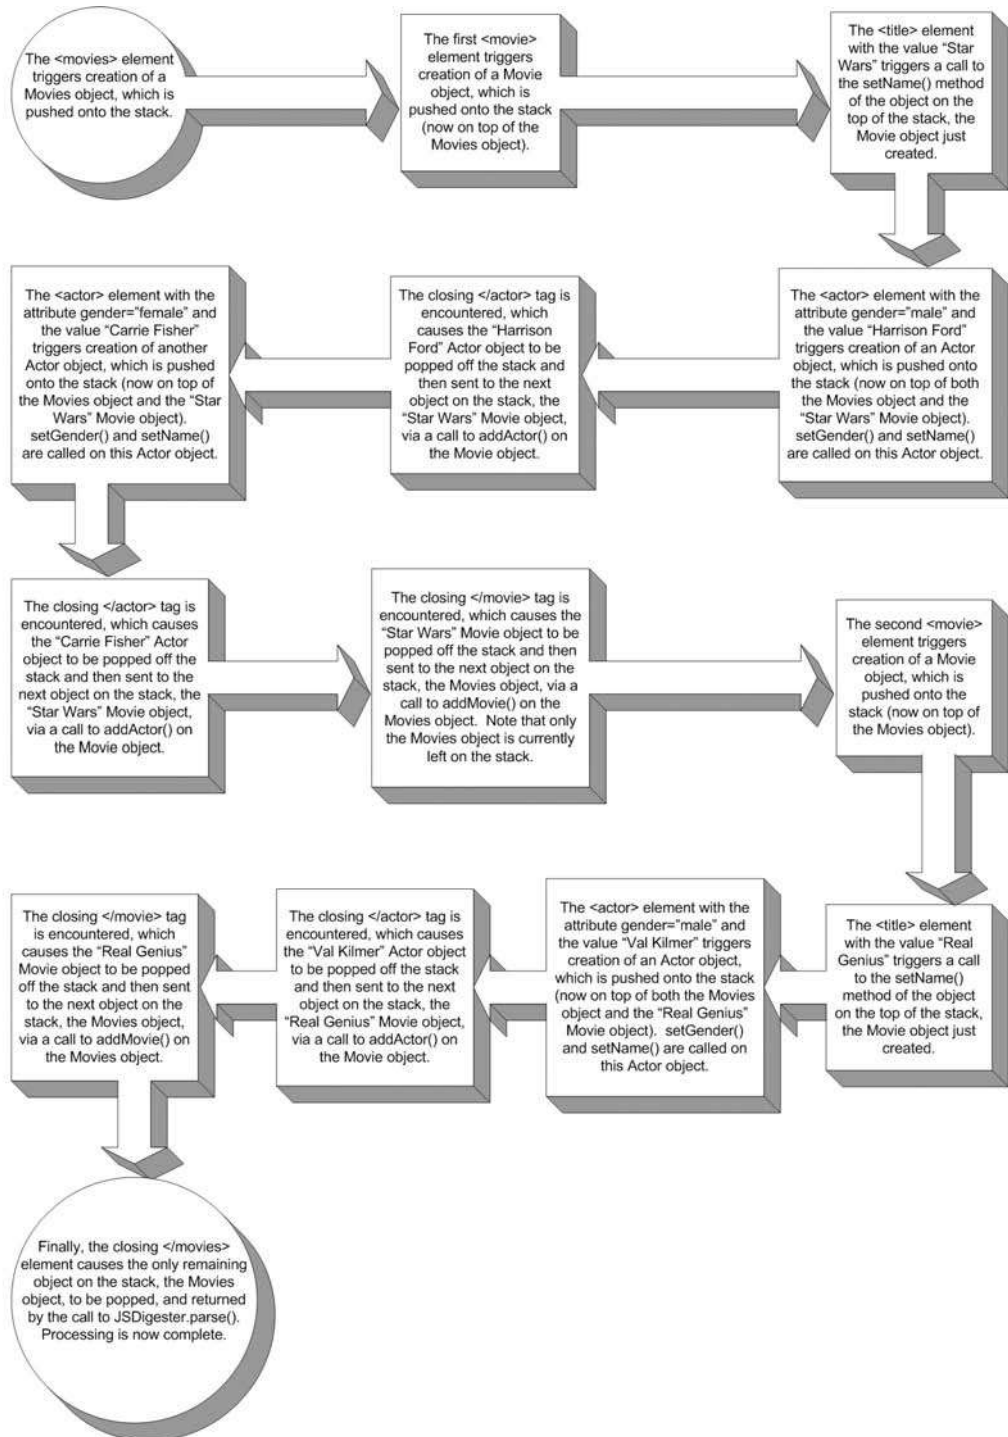 The <movies> element
triggers creation of a
Movies object, which is
pushed onto the stack.
The first <movie>
element triggers
creation of a Movie
object, which is
pushed onto the stack
(now on top of the
Movies object).
The <title> element
with the value “Star
Wars” triggers a call to
the setName() method
of the object on the
top of the stack, the
Movie object just
created.
The <actor> element with the
attribute gender=”male” and
the value “Harrison Ford”
triggers creation of an Actor
object, which is pushed onto
the stack (now on top of both
the Movies object and the
“Star Wars” Movie object).
setGender() and setName()
are called on this Actor object.
The closing </actor> tag is
encountered, which
causes the “Harrison
Ford” Actor object to be
popped off the stack and
then sent to the next
object on the stack, the
“Star Wars” Movie object,
via a call to addActor() on
the Movie object.
The <actor> element with the
attribute gender=”female” and
the value “Carrie Fisher”
triggers creation of another
Actor object, which is pushed
onto the stack (now on top of
the Movies object and the “Star
Wars” Movie object).
setGender() and setName()
are called on this Actor object.
The closing </actor> tag is
encountered, which causes
the “Carrie Fisher” Actor
object to be popped off the
stack and then sent to the
next object on the stack, the
“Star Wars” Movie object,
via a call to addActor() on
the Movie object.
The closing </movie> tag is
encountered, which causes the
“Star Wars” Movie object to be
popped off the stack and then
sent to the next object on the
stack, the Movies object, via a
call to addMovie() on the
Movies object.  Note that only
the Movies object is currently
left on the stack.
The second <movie>
element triggers
creation of a Movie
object, which is
pushed onto the
stack (now on top of
the Movies object).
The <title> element
with the value “Real
Genius” triggers a call
to the setName()
method of the object
on the top of the stack,
the Movie object just
created.
The <actor> element with the
attribute gender=”male” and
the value “Val Kilmer” triggers
creation of an Actor object,
which is pushed onto the stack
(now on top of both the Movies
object and the “Real Genius”
Movie object).  setGender()
and setName() are called on
this Actor object.
The closing </actor> tag is
encountered, which causes
the “Val Kilmer” Actor object
to be popped off the stack
and then sent to the next
object on the stack, the
“Real Genius” Movie object,
via a call to addActor() on
the Movie object.
The closing </movie> tag
is encountered, which
causes the “Real Genius”
Movie object to be popped
off the stack and then sent
to the next object on the
stack, the Movies object,
via a call to addMovie() on
the Movies object.
Finally, the closing </movies>
element causes the only remaining
object on the stack, the Movies
object, to be popped, and returned
by the call to JSDigester.parse().
Processing is now complete.